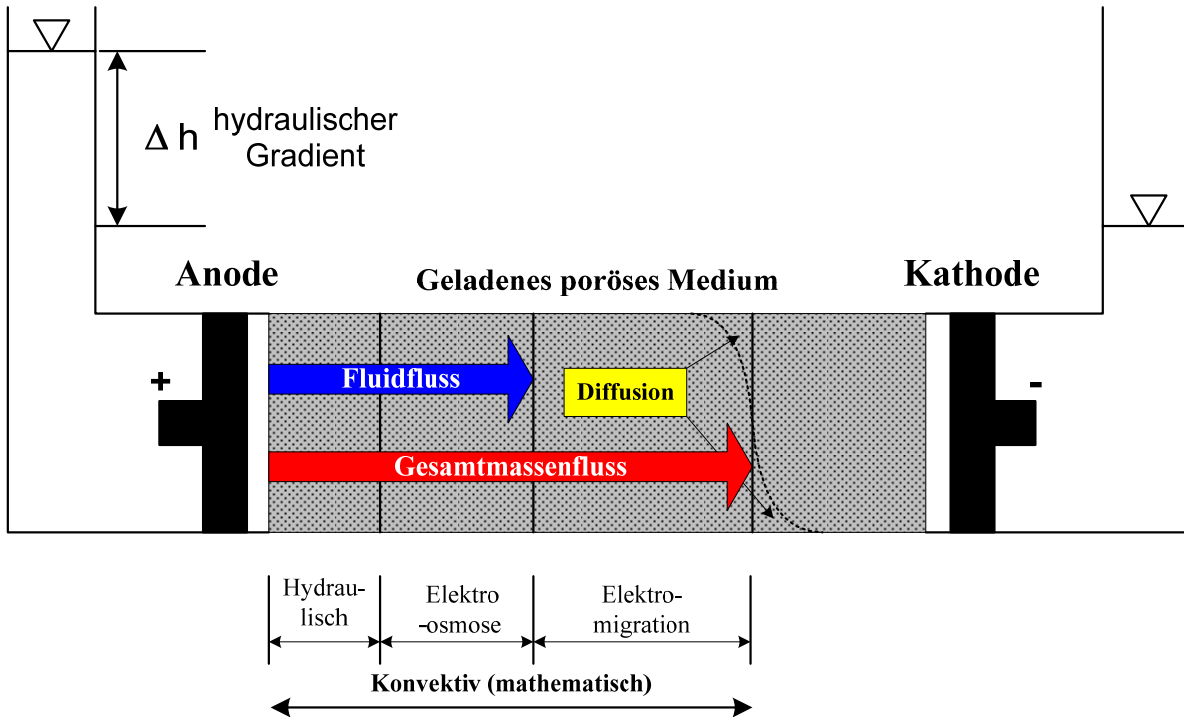 Δ h
hydraulischer
Gradient
Anode
Geladenes poröses Medium
Kathode
+
-
Fluidfluss
Diffusion
Gesamtmassenfluss
Hydrau-
lisch
Elektro
-osmose
Elektro-
migration
Konvektiv (mathematisch)